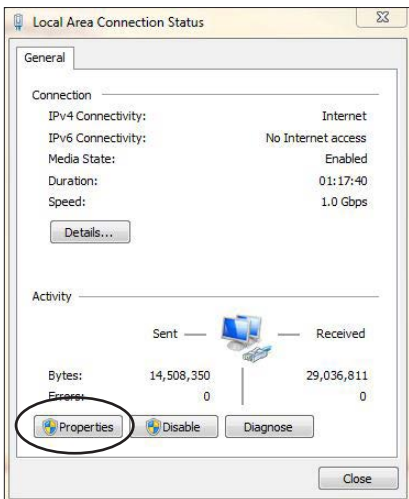 Local Area Connection Status
General
Connection
IPv4 Connectivity: Internet
IPv6 Connectivity: No Internet access
Media State: Enabled
Duration: 01:17:40
Speed: 1.0 Gbps
Details...
Activity
Sent Received
Bytes: 14,508,350 29,036,811
Errors: 0 0
Properties Disable Diagnose
Close